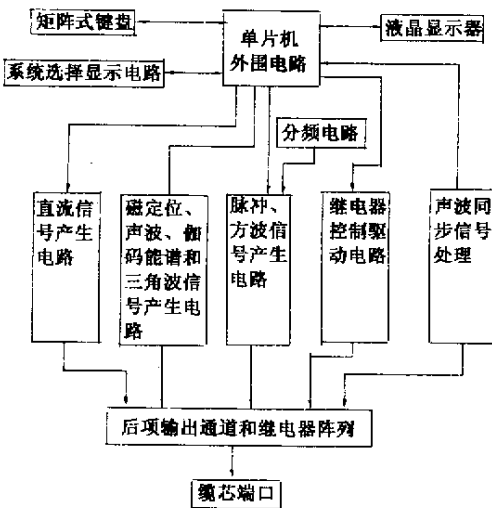 矩阵式键盘
单片机
外围电路
液晶显示器
系统选择显示电路
分频电路
直流信
号产生
电路
磁定位、
声波、伽
码能谱和
三角波信
号产生电
路
脉冲、
方波信
号产生
电路
继电器
控制驱
动电路
声波同
步信号
处理
后项输出通道和继电器阵列
缆芯端口